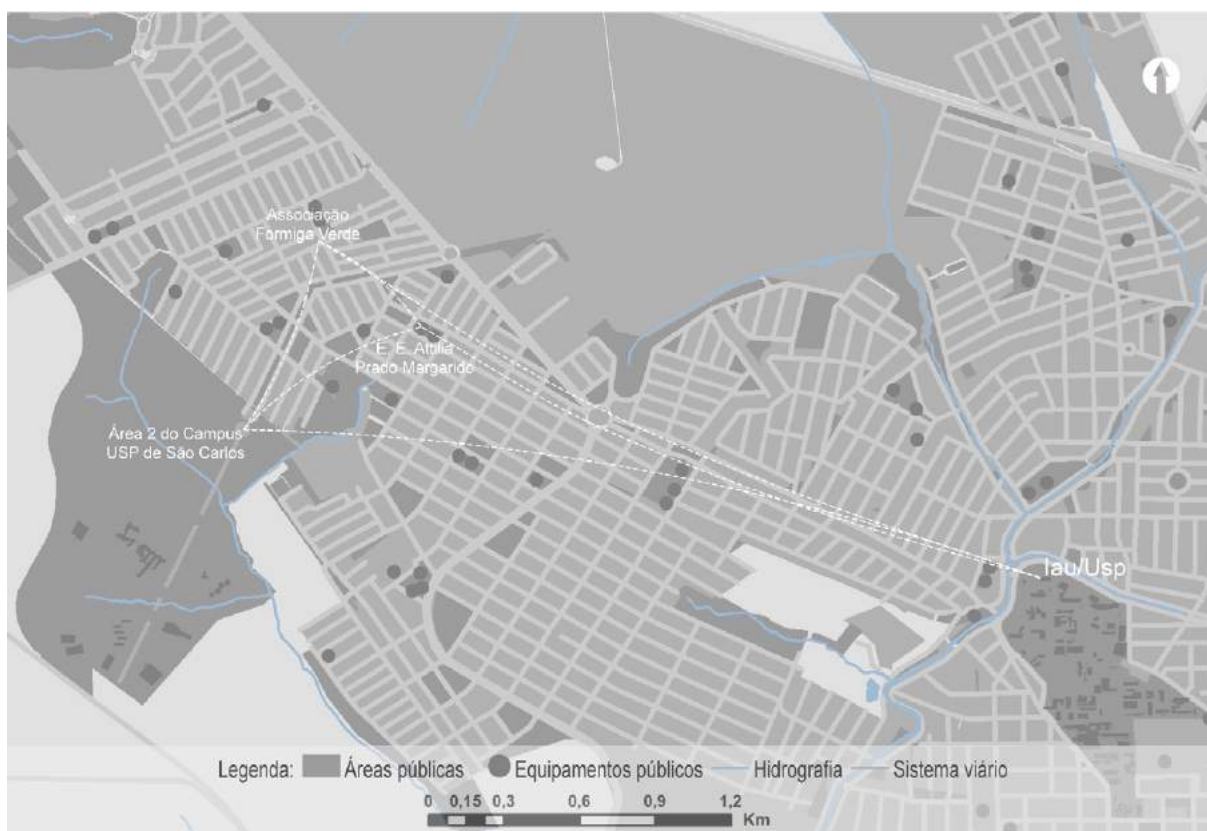 Associação
Formiga Verde
E. E. Attilia
Prado Margarido
Área 2 do Campus
USP de São Carlos
Iau/Usp
Legenda: Áreas públicas Equipamentos públicos Hidrografia Sistema viário
0 0,15 0,3 0,6 0,9 1,2
Km